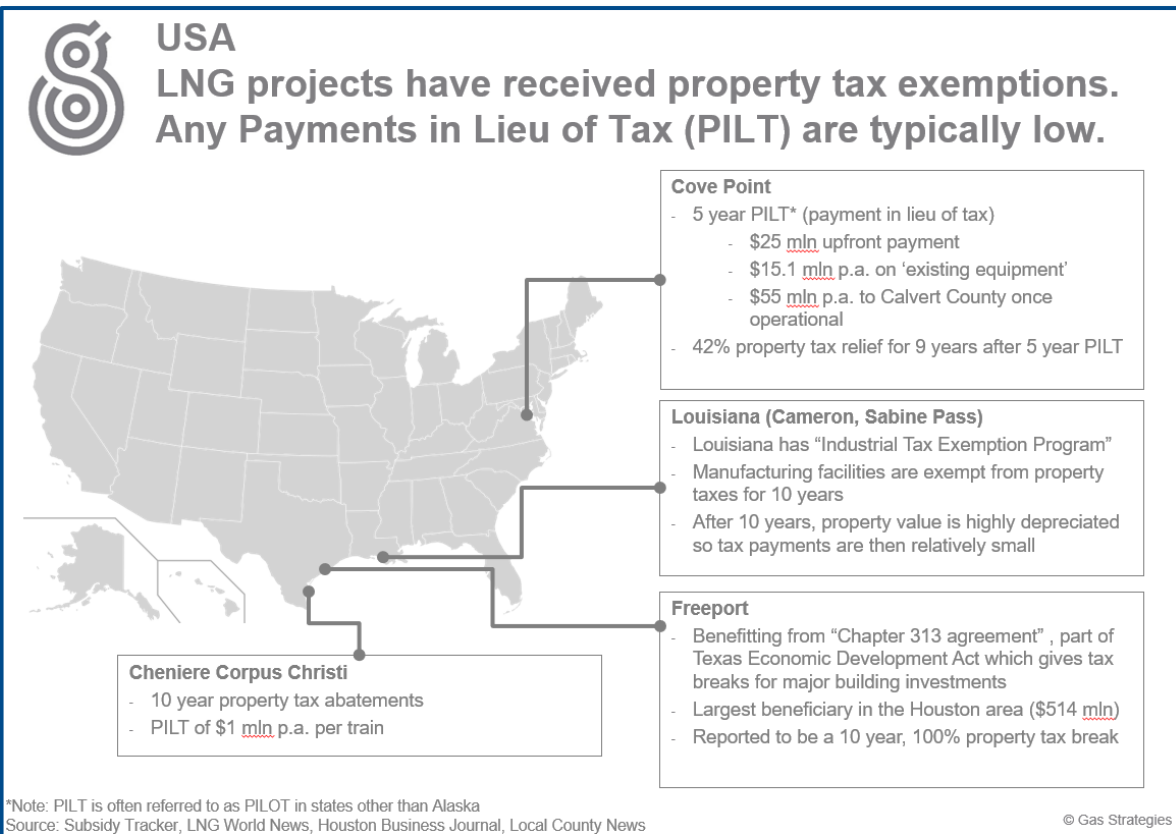 USA
LNG projects have received property tax exemptions.
Any Payments in Lieu of Tax (PILT) are typically low.
Cove Point
- 5 year PILT* (payment in lieu of tax)
- $25 mln upfront payment
- $15.1 mln p.a. on ‘existing equipment’
- $55 mln p.a. to Calvert County once
operational
- 42% property tax relief for 9 years after 5 year PILT
Louisiana (Cameron, Sabine Pass)
- Louisiana has “Industrial Tax Exemption Program”
- Manufacturing facilities are exempt from property
taxes for 10 years
- After 10 years, property value is highly depreciated
so tax payments are then relatively small
Freeport
- Benefitting from “Chapter 313 agreement” , part of
Texas Economic Development Act which gives tax
breaks for major building investments
- Largest beneficiary in the Houston area ($514 mln)
- Reported to be a 10 year, 100% property tax break
Cheniere Corpus Christi
- 10 year property tax abatements
- PILT of $1 mln p.a. per train
*Note: PILT is often referred to as PILOT in states other than Alaska
Source: Subsidy Tracker, LNG World News, Houston Business Journal, Local County News
© Gas Strategies